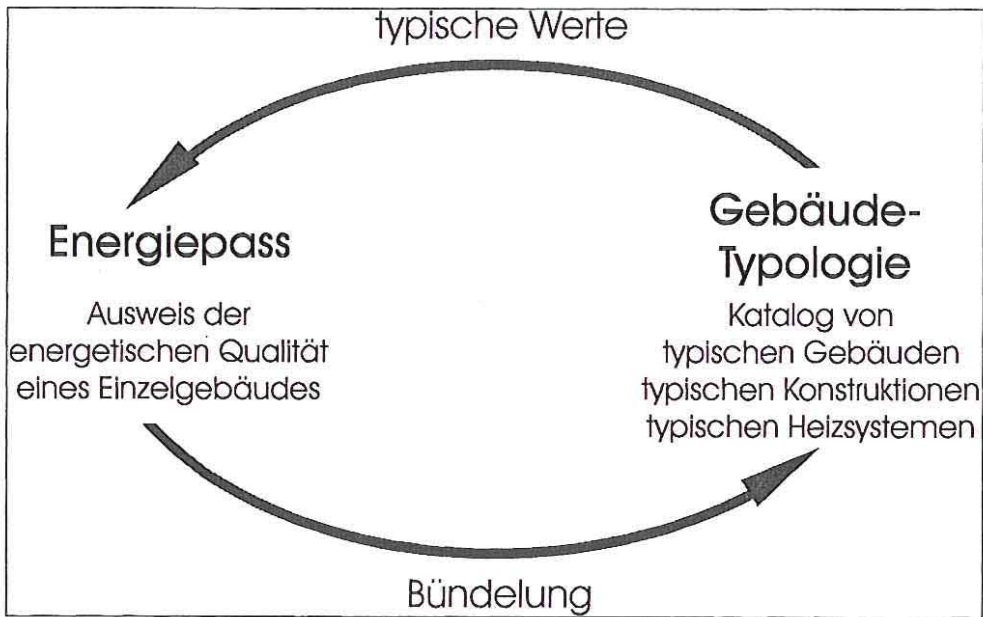 typische Werte
Energiepass
Ausweis der
energetischen Qualität
eines Einzelgebäudes
Gebäude-
Typologie
Katalog von
typischen Gebäuden
typischen Konstruktionen
typischen Heizsystemen
Bündelung